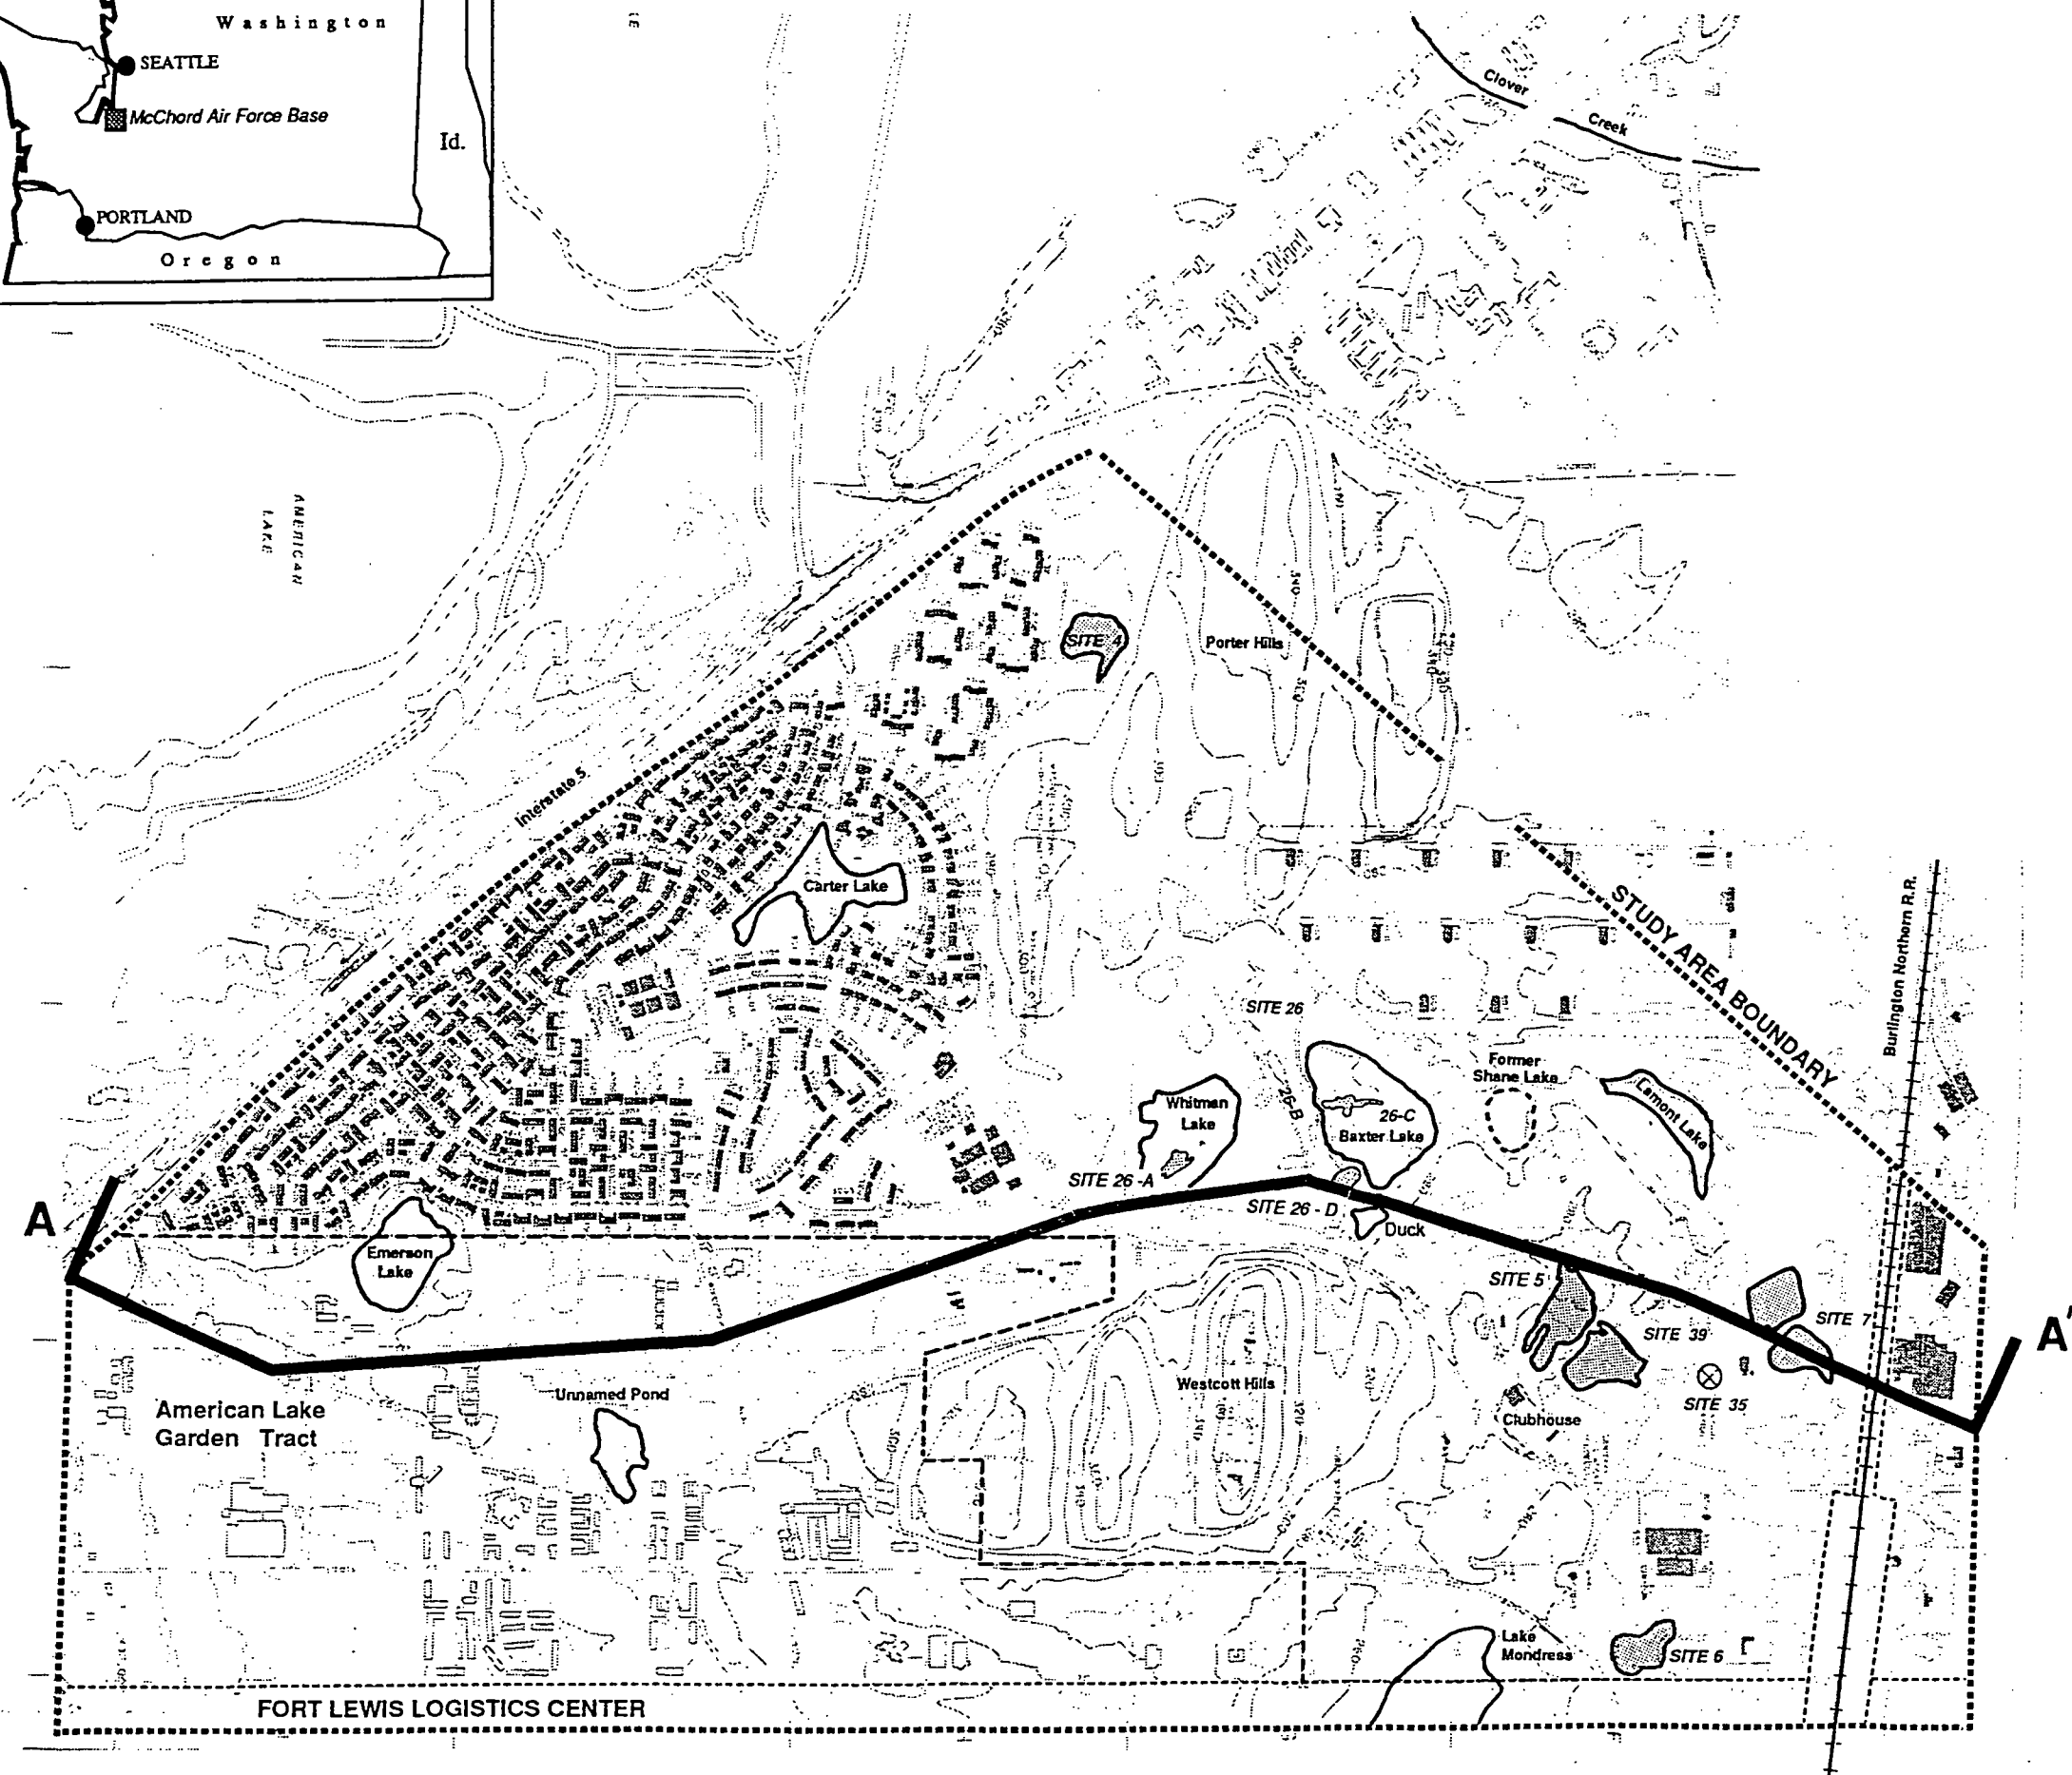 Washington
SEATTLE
McChord Air Force Base
Id.
PORTLAND
Oregon
Clover
Creek
AMERICAN
LAKE
SITE 4
Porter Hills
Interstate 5
Carter Lake
STUDY AREA BOUNDARY
Burlington Northern R.R.
SITE 26
Former
Shane Lake
Lamont Lake
Whitman
Lake
26-B
26-C
Baxter Lake
SITE 26 -A
SITE 26 - D
Duck
A
A'
Emerson
Lake
SITE 5
SITE 39
SITE 7
SITE 35
Clubhouse
Westcott Hills
Unnamed Pond
American Lake
Garden Tract
Lake
Mondress
SITE 6
FORT LEWIS LOGISTICS CENTER